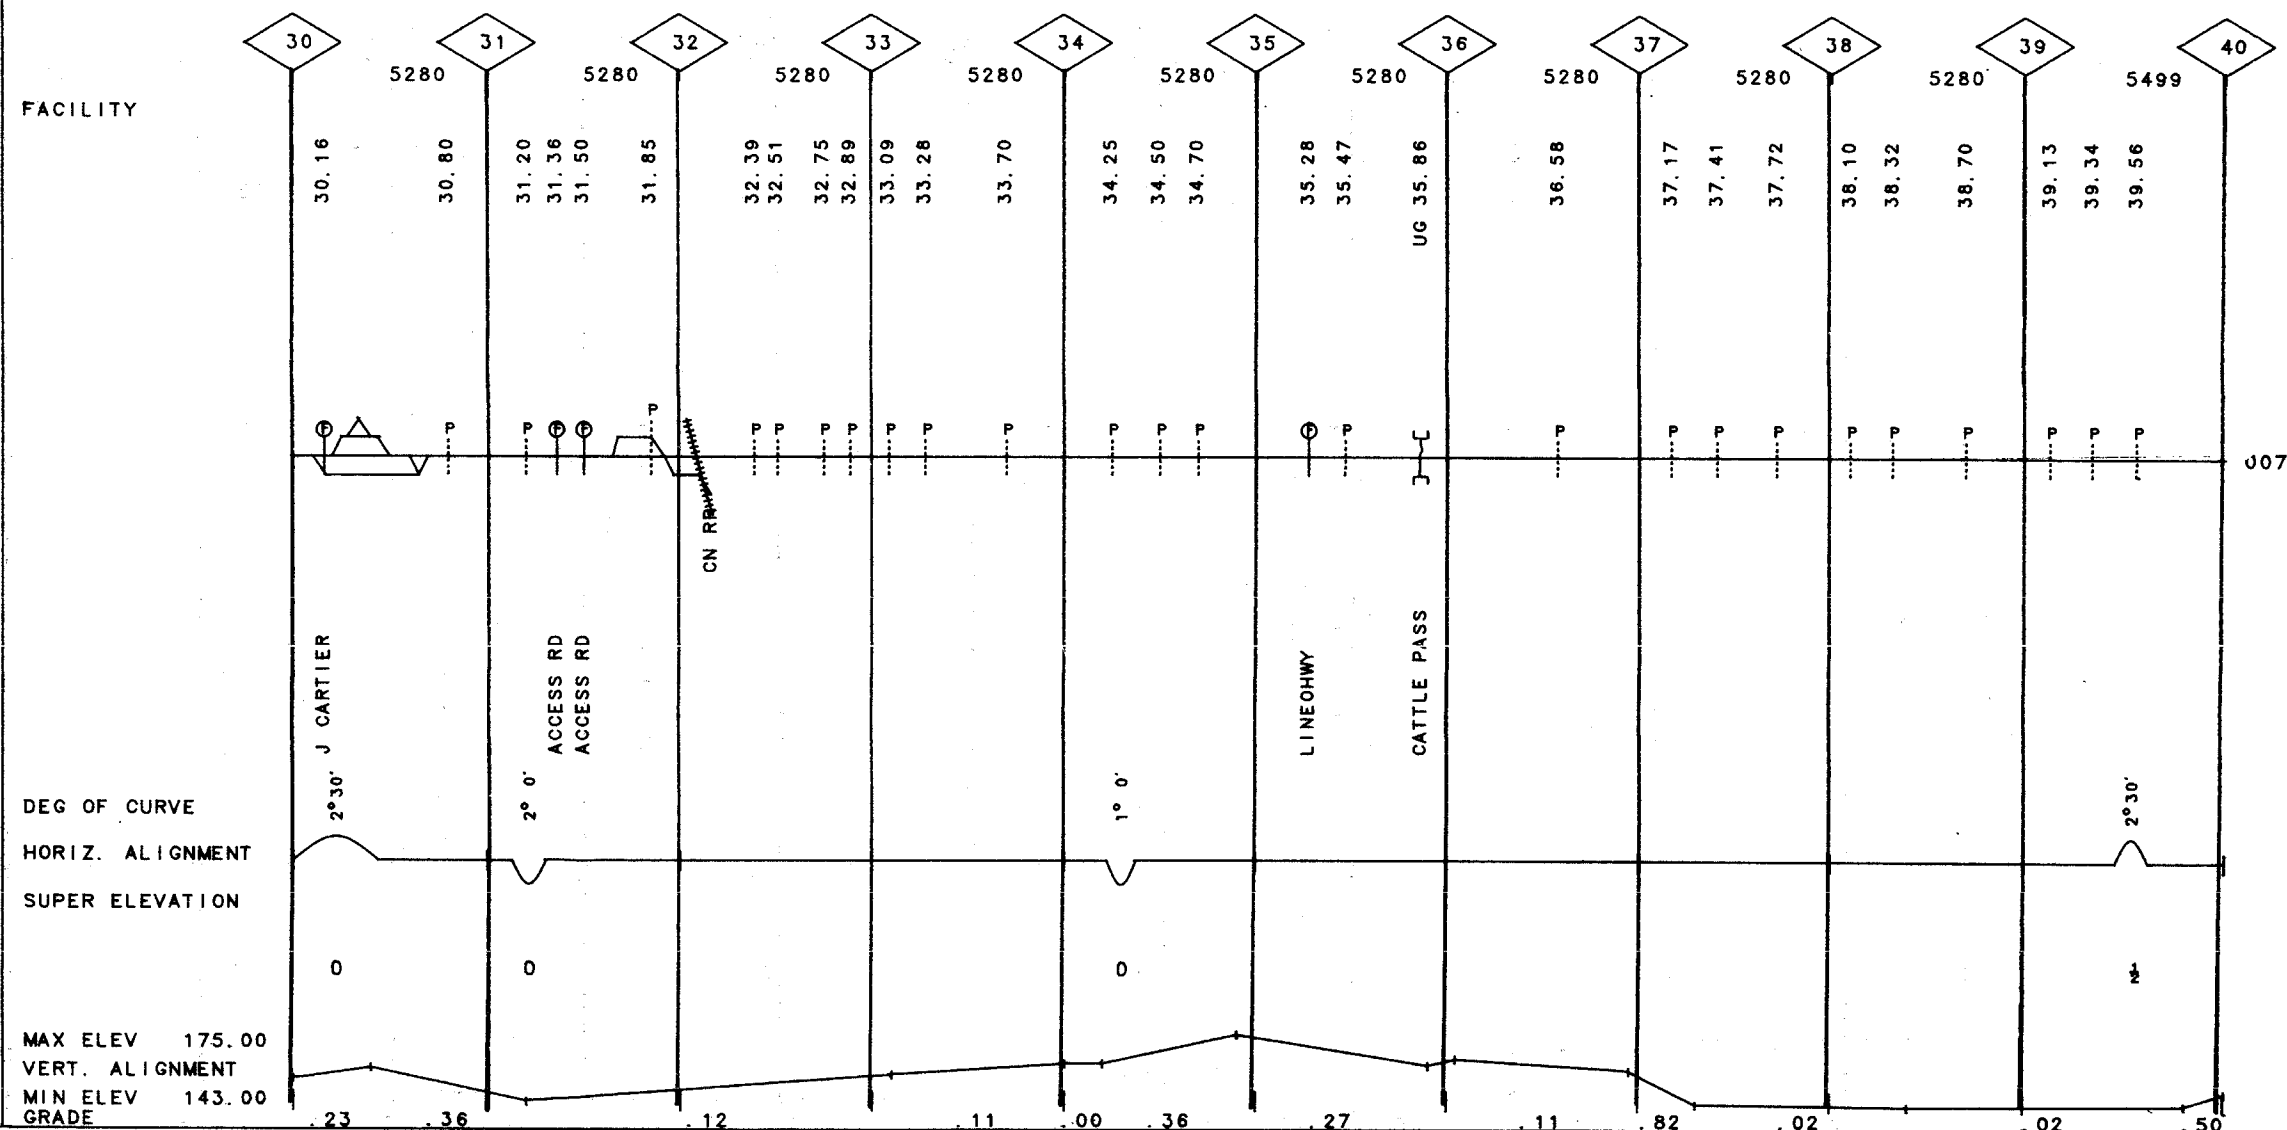 30 31 32 33 34 35 36 37 38 39 40
5280 5280 5280 5280 5280 5280 5280 5280 5280 5499
FACILITY
30.16 30.80 31.20 31.36 31.50 31.85 32.39 32.51 32.75 32.89 33.09 33.28 33.70 34.25 34.50 34.70 35.28 35.47 UG 35.86 36.58 37.17 37.41 37.72 38.10 38.32 38.70 39.13 39.34 39.56
P P P P P P P P P P P P P P P P P P P P P P P P P P P P
007
CN RR
J CARTIER
ACCESS RD
ACCESS RD
LINEOHWY
CATTLE PASS
DEG OF CURVE 2°30' 2° 0' 1° 0' 2°30'
HORIZ. ALIGNMENT
SUPER ELEVATION
0 0 0 ½
MAX ELEV 175.00
VERT. ALIGNMENT
MIN ELEV 143.00
GRADE .23 .36 .12 .11 .00 .36 .27 .11 .82 .02 .02 .50